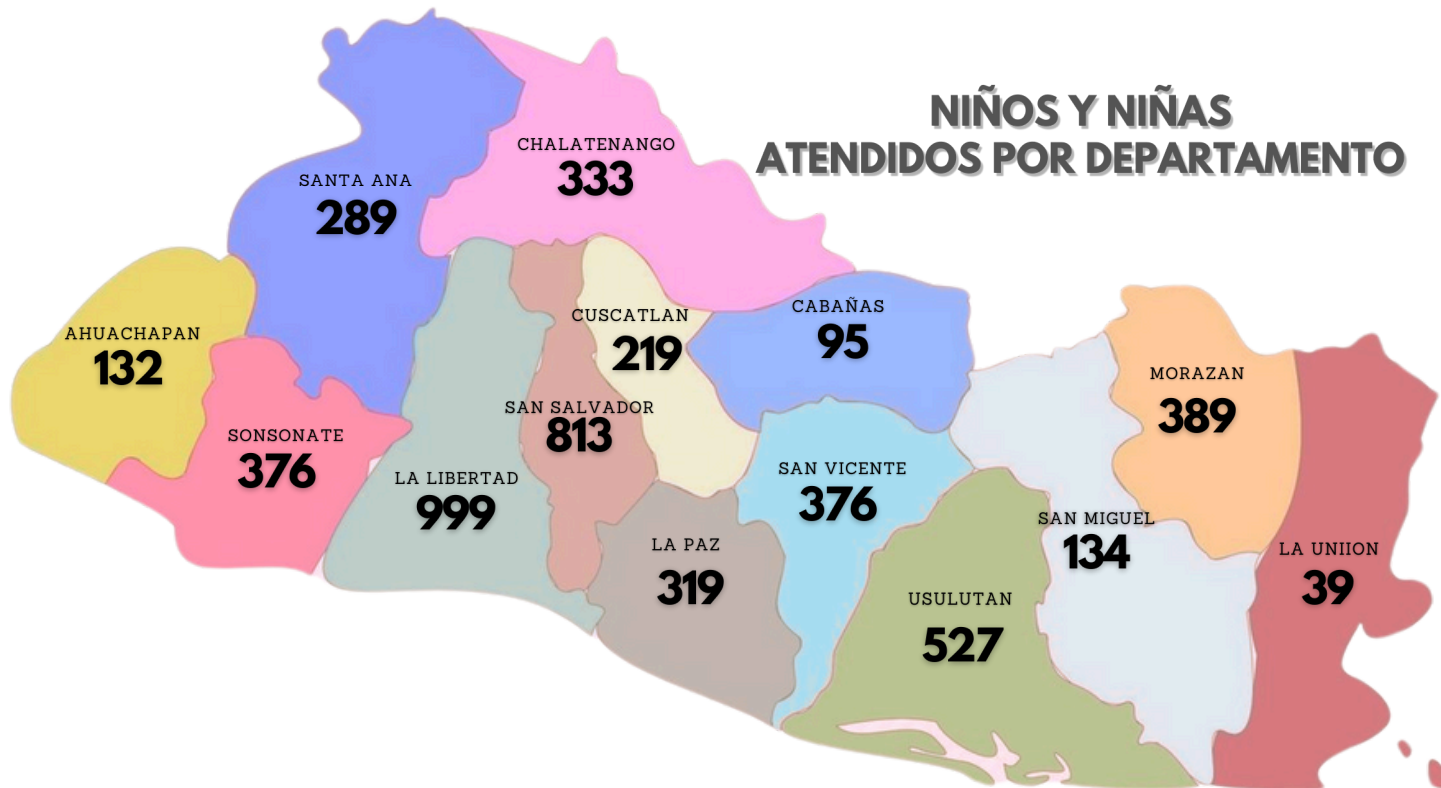 NIÑOS Y NIÑAS
ATENDIDOS POR DEPARTAMENTO
CHALATENANGO
333
SANTA ANA
289
AHUACHAPAN
132
SONSONATE
376
LA LIBERTAD
999
SAN SALVADOR
813
CUSCATLAN
219
CABAÑAS
95
LA PAZ
319
SAN VICENTE
376
USULUTAN
527
SAN MIGUEL
134
MORAZAN
389
LA UNIION
39